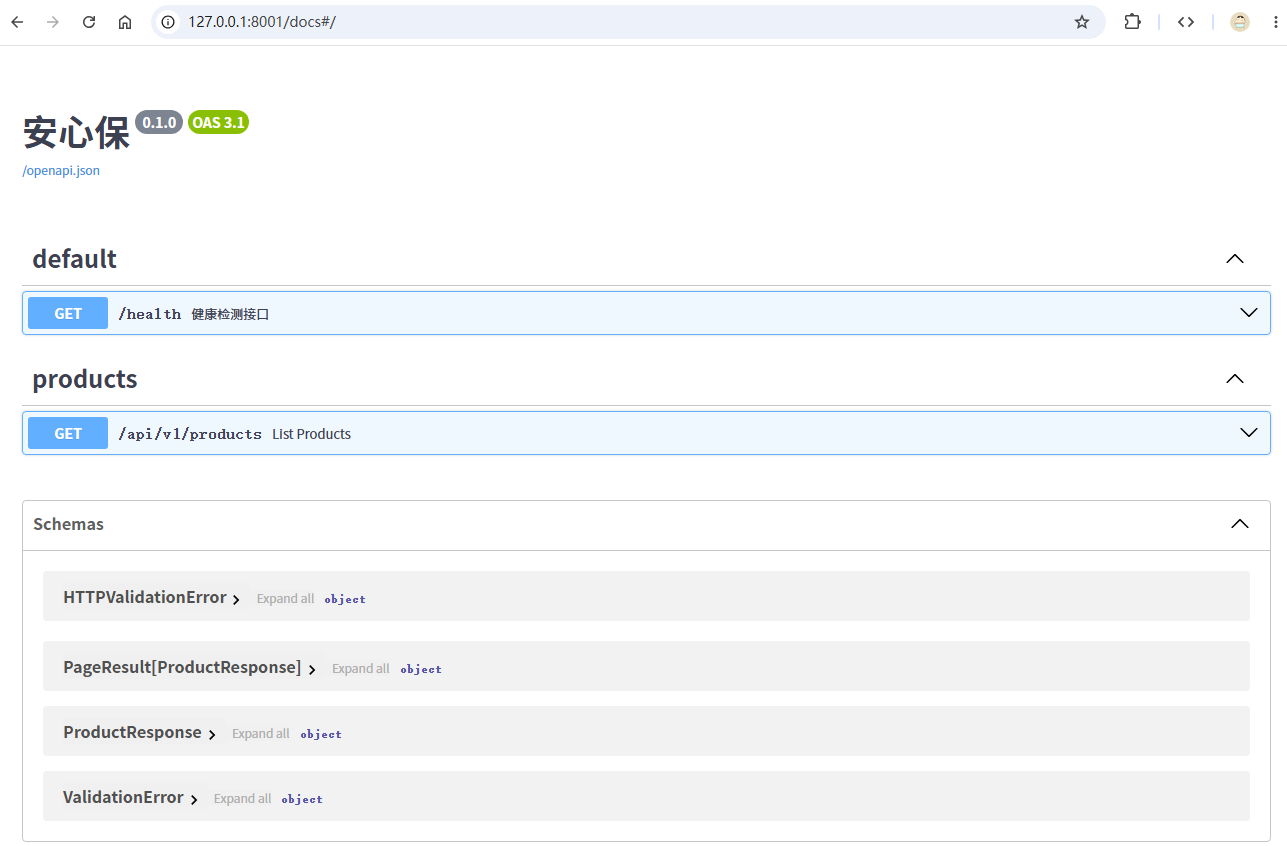 127.0.0.1:8001/docs#/
安心保 0.1.0 OAS 3.1
/openapi.json
default
GET /health 健康检测接口
products
GET /api/v1/products List Products
Schemas
HTTPValidationError Expand all object
PageResult[ProductResponse] Expand all object
ProductResponse Expand all object
ValidationError Expand all object